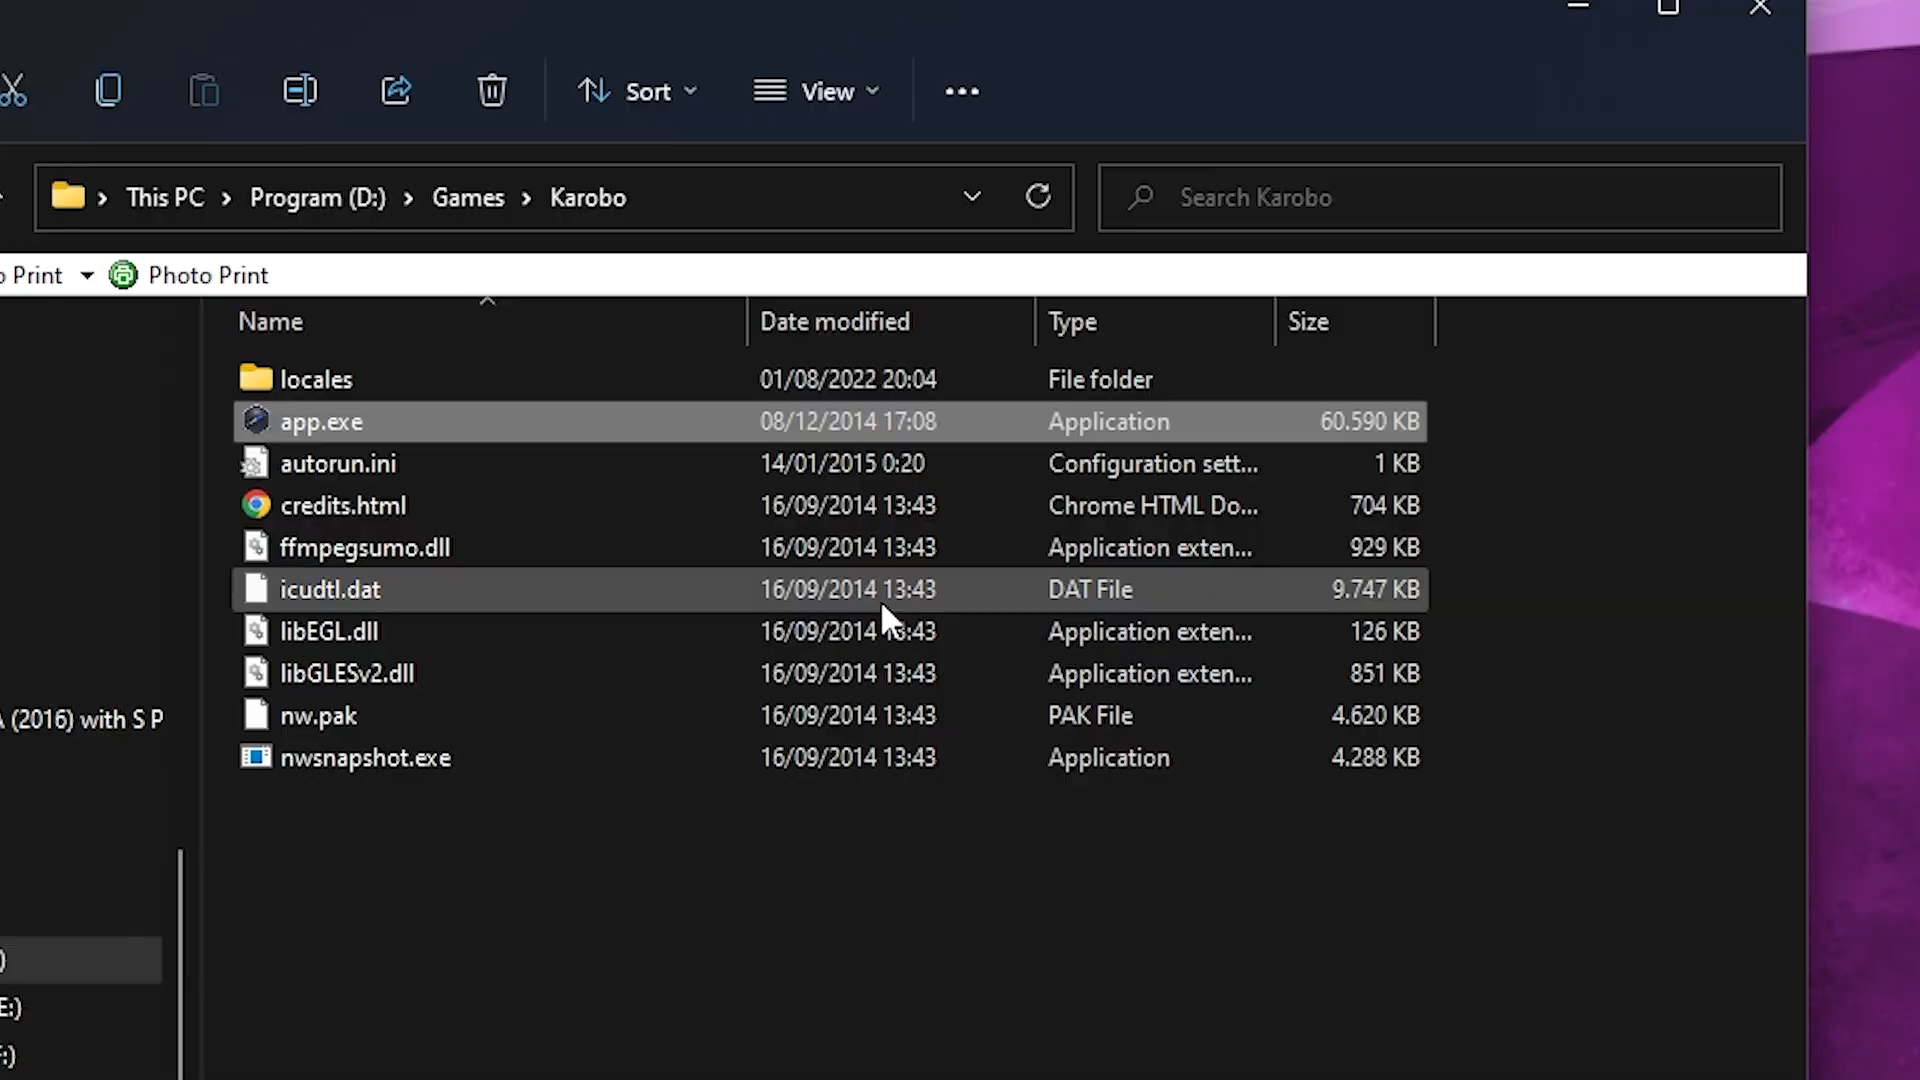 Sort
View
This PC > Program (D:) > Games > Karobo
Search Karobo
Print
Photo Print
Name Date modified Type Size
locales 01/08/2022 20:04 File folder
app.exe 08/12/2014 17:08 Application 60.590 KB
autorun.ini 14/01/2015 0:20 Configuration sett... 1 KB
credits.html 16/09/2014 13:43 Chrome HTML Do... 704 KB
ffmpegsumo.dll 16/09/2014 13:43 Application exten... 929 KB
icudtl.dat 16/09/2014 13:43 DAT File 9.747 KB
libEGL.dll 16/09/2014 13:43 Application exten... 126 KB
libGLESv2.dll 16/09/2014 13:43 Application exten... 851 KB
nw.pak 16/09/2014 13:43 PAK File 4.620 KB
nwsnapshot.exe 16/09/2014 13:43 Application 4.288 KB
(2016) with S P
)
E:)
:)